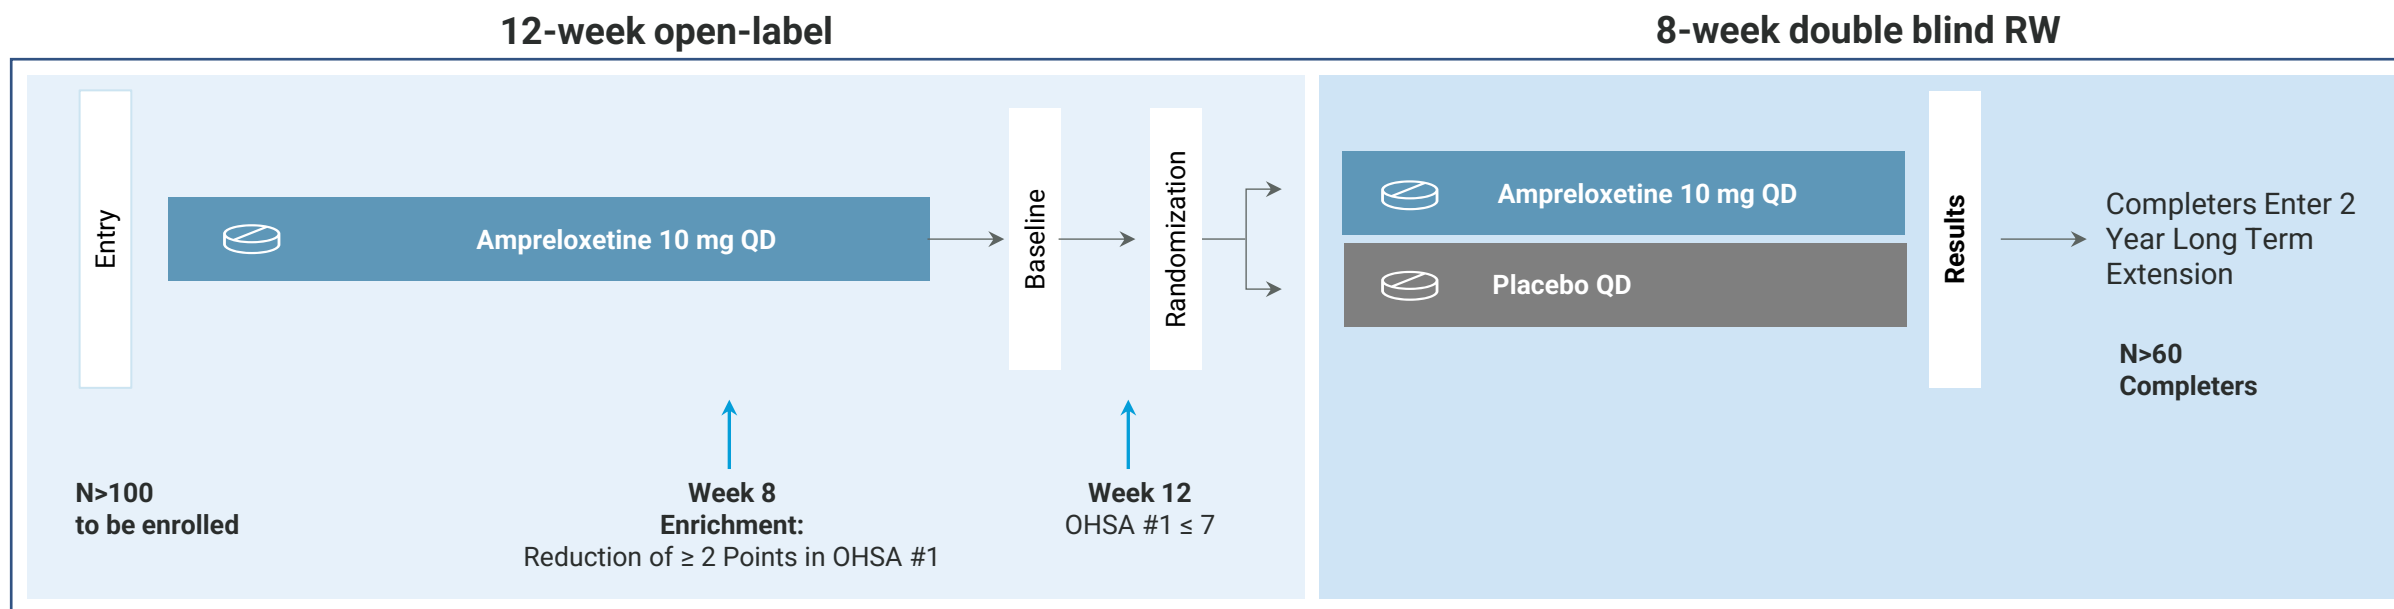 12-week open-label
8-week double blind RW
Entry
Ampreloxetine 10 mg QD
Baseline
Randomization
Ampreloxetine 10 mg QD
Placebo QD
Results
Completers Enter 2
Year Long Term
Extension
N>60
Completers
N>100
to be enrolled
Week 8
Enrichment:
Reduction of ≥ 2 Points in OHSA #1
Week 12
OHSA #1 ≤ 7